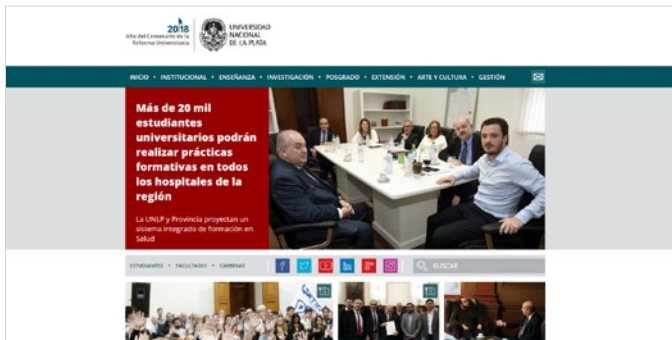 2018
Año del Centenario de la
Reforma Universitaria
UNIVERSIDAD
NACIONAL
DE LA PLATA
INICIO • INSTITUCIONAL • ENSEÑANZA • INVESTIGACIÓN • POSGRADO • EXTENSIÓN • ARTE Y CULTURA • GESTIÓN
Más de 20 mil
estudiantes
universitarios podrán
realizar prácticas
formativas en todos
los hospitales de la
región
La UNLP y Provincia proyectan un
sistema integrado de formación en
Salud
ESTUDIANTES • FACULTADES • CARRERAS
BUSCAR